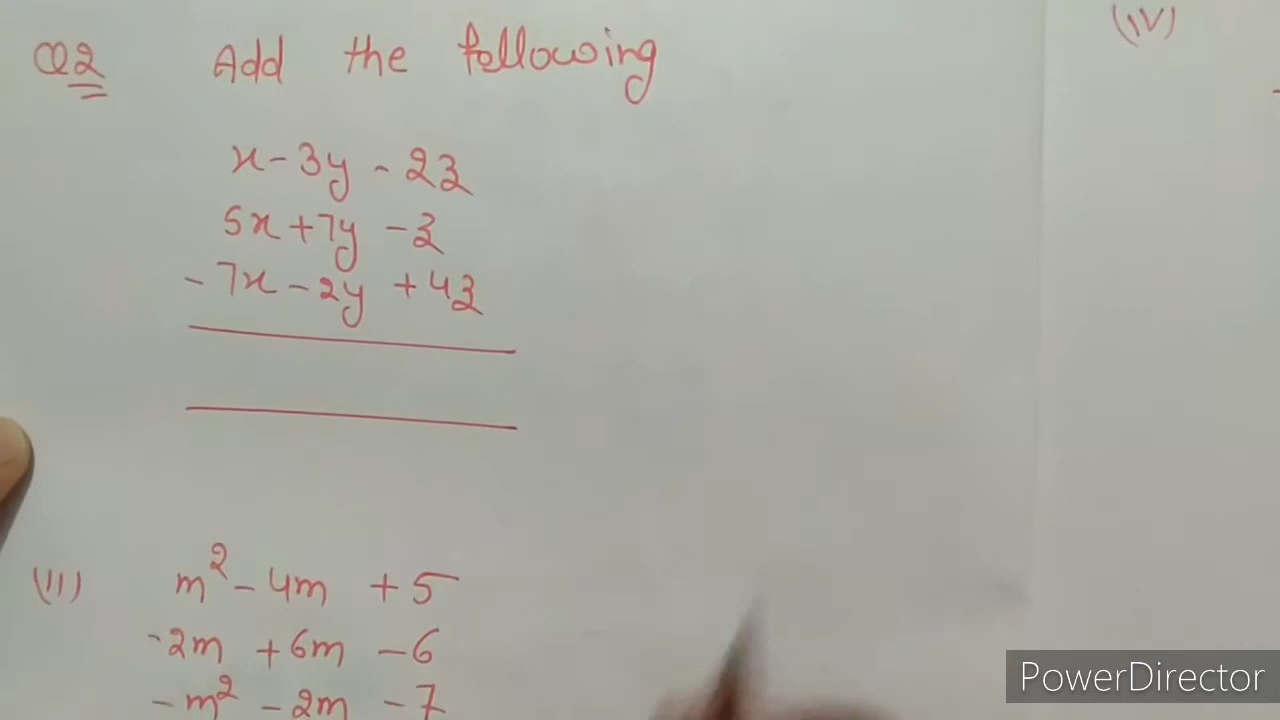 Q2 Add the following
x - 3y - 2z
5x + 7y - z
- 7x - 2y + 4z
(II) m² - 4m + 5
- 2m + 6m - 6
- m² - 2m - 7
(IV)
PowerDirector